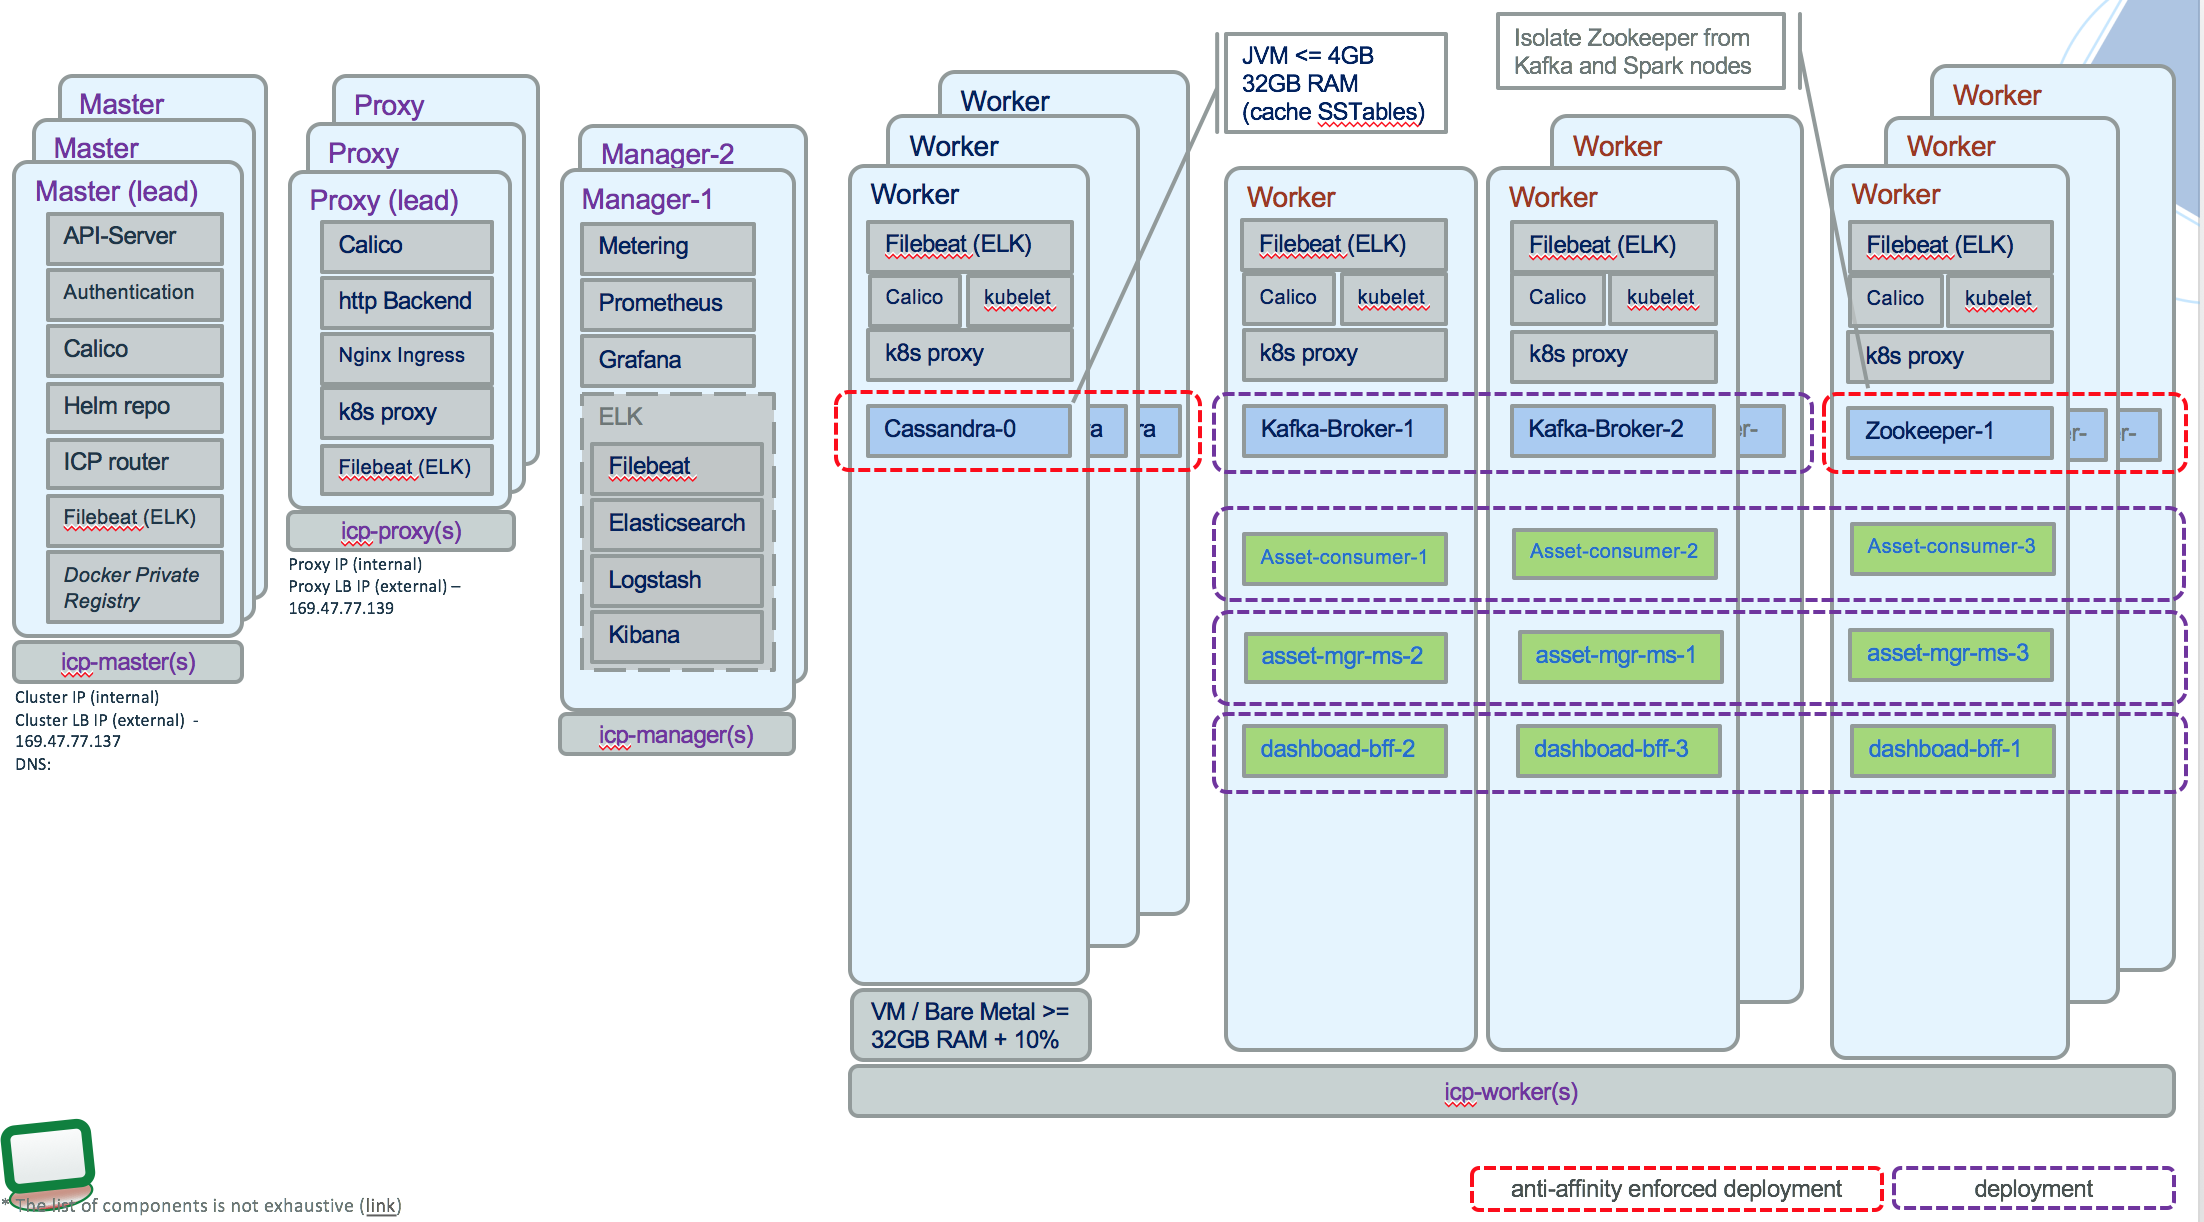 Master
Master
Master (lead)
API-Server
Authentication
Calico
Helm repo
ICP router
Filebeat (ELK)
Docker Private
Registry
icp-master(s)
Cluster IP (internal)
Cluster LB IP (external)  -
169.47.77.137
DNS:
Proxy
Proxy
Proxy (lead)
Calico
http Backend
Nginx Ingress
k8s proxy
Filebeat (ELK)
icp-proxy(s)
Proxy IP (internal)
Proxy LB IP (external) –
169.47.77.139
Manager-2
Manager-1
Metering
Prometheus
Grafana
ELK
Filebeat
Elasticsearch
Logstash
Kibana
icp-manager(s)
Worker
Worker
Worker
Filebeat (ELK)
Calico
kubelet
k8s proxy
Cassandra-0
ra
ra
VM / Bare Metal >=
32GB RAM + 10%
JVM <= 4GB
32GB RAM
(cache SSTables)
Worker
Filebeat (ELK)
Calico
kubelet
k8s proxy
Kafka-Broker-1
Asset-consumer-1
asset-mgr-ms-2
dashboad-bff-2
Worker
Worker
Filebeat (ELK)
Calico
kubelet
k8s proxy
Kafka-Broker-2
er-
Asset-consumer-2
asset-mgr-ms-1
dashboad-bff-3
Isolate Zookeeper from
Kafka and Spark nodes
Worker
Worker
Worker
Filebeat (ELK)
Calico
kubelet
k8s proxy
Zookeeper-1
er-
r-
Asset-consumer-3
asset-mgr-ms-3
dashboad-bff-1
icp-worker(s)
anti-affinity enforced deployment
deployment
* The list of components is not exhaustive (link)